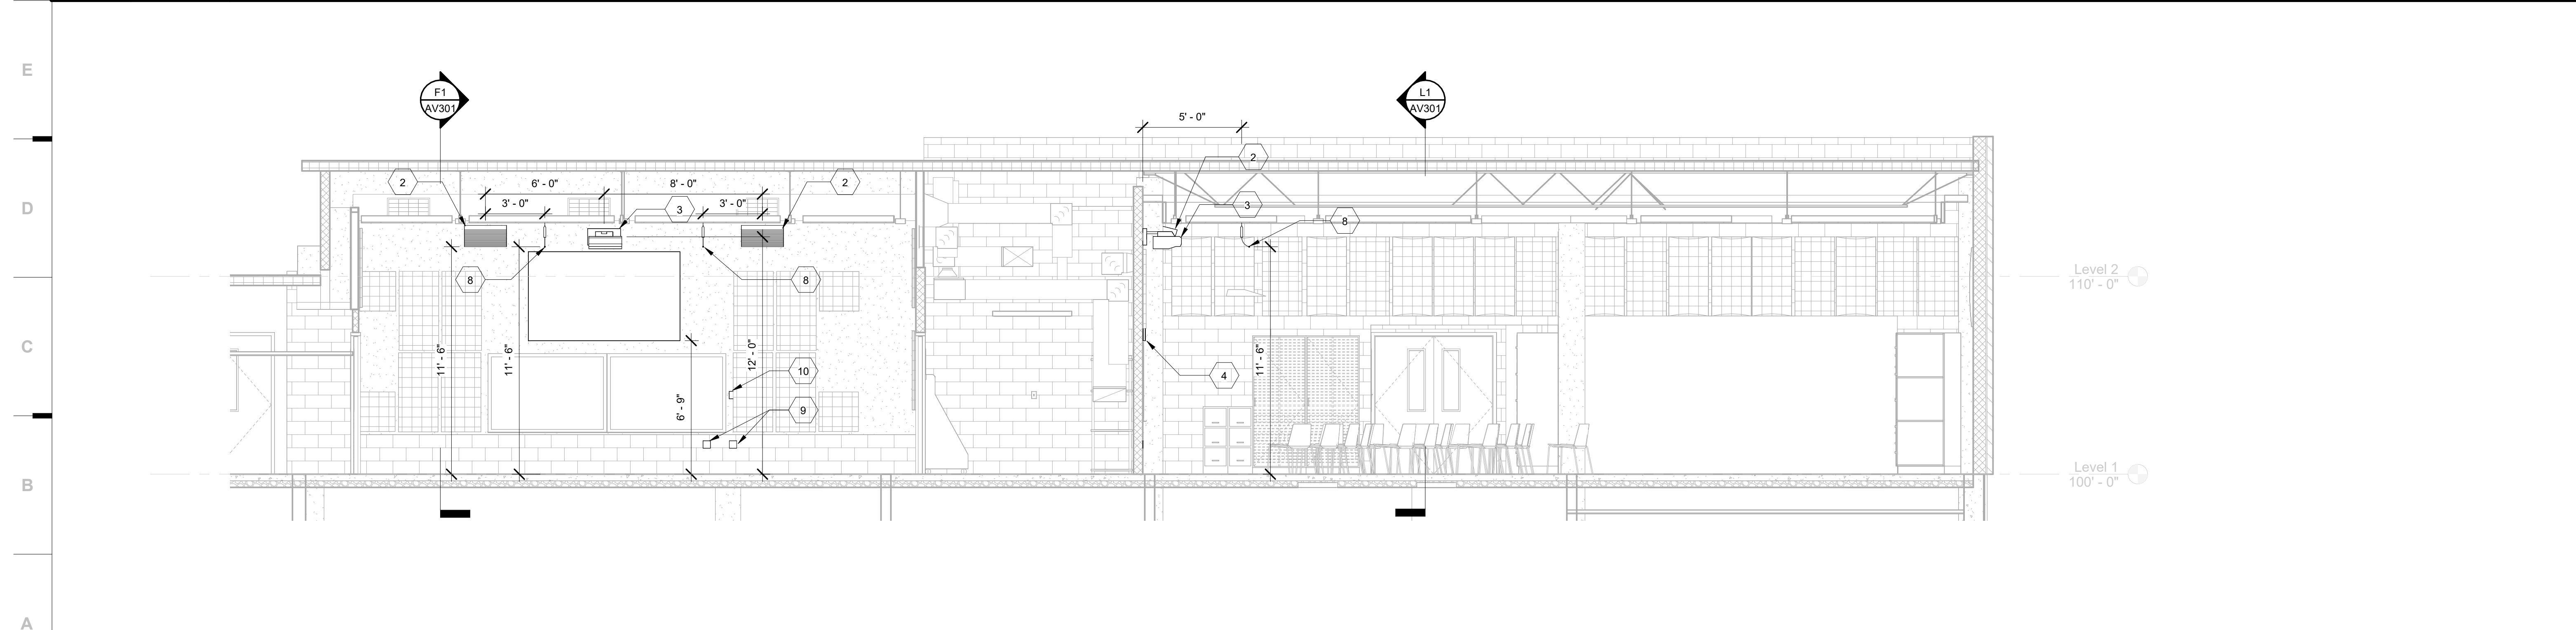 E
D
C
B
A
F1
AV301
L1
AV301
5' - 0"
2
6' - 0"
8' - 0"
2
2
3' - 0"
3' - 0"
3
3
8
8
8
11' - 6"
11' - 6"
12' - 0"
6' - 9"
11' - 6"
10
9
4
Level 2
110' - 0"
Level 1
100' - 0"